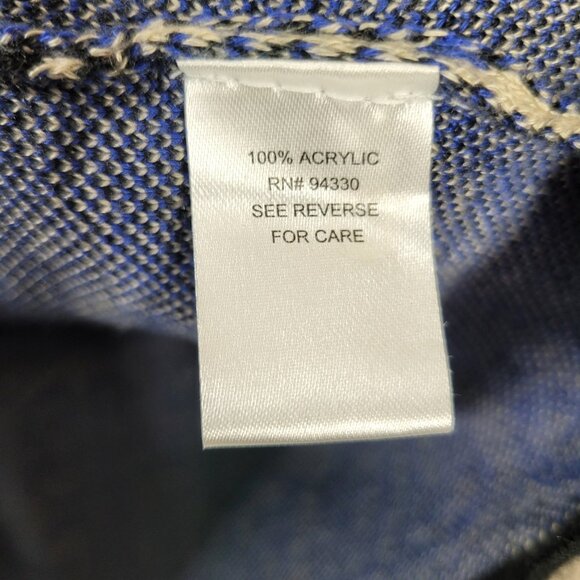 100% ACRYLIC
RN# 94330
SEE REVERSE
FOR CARE